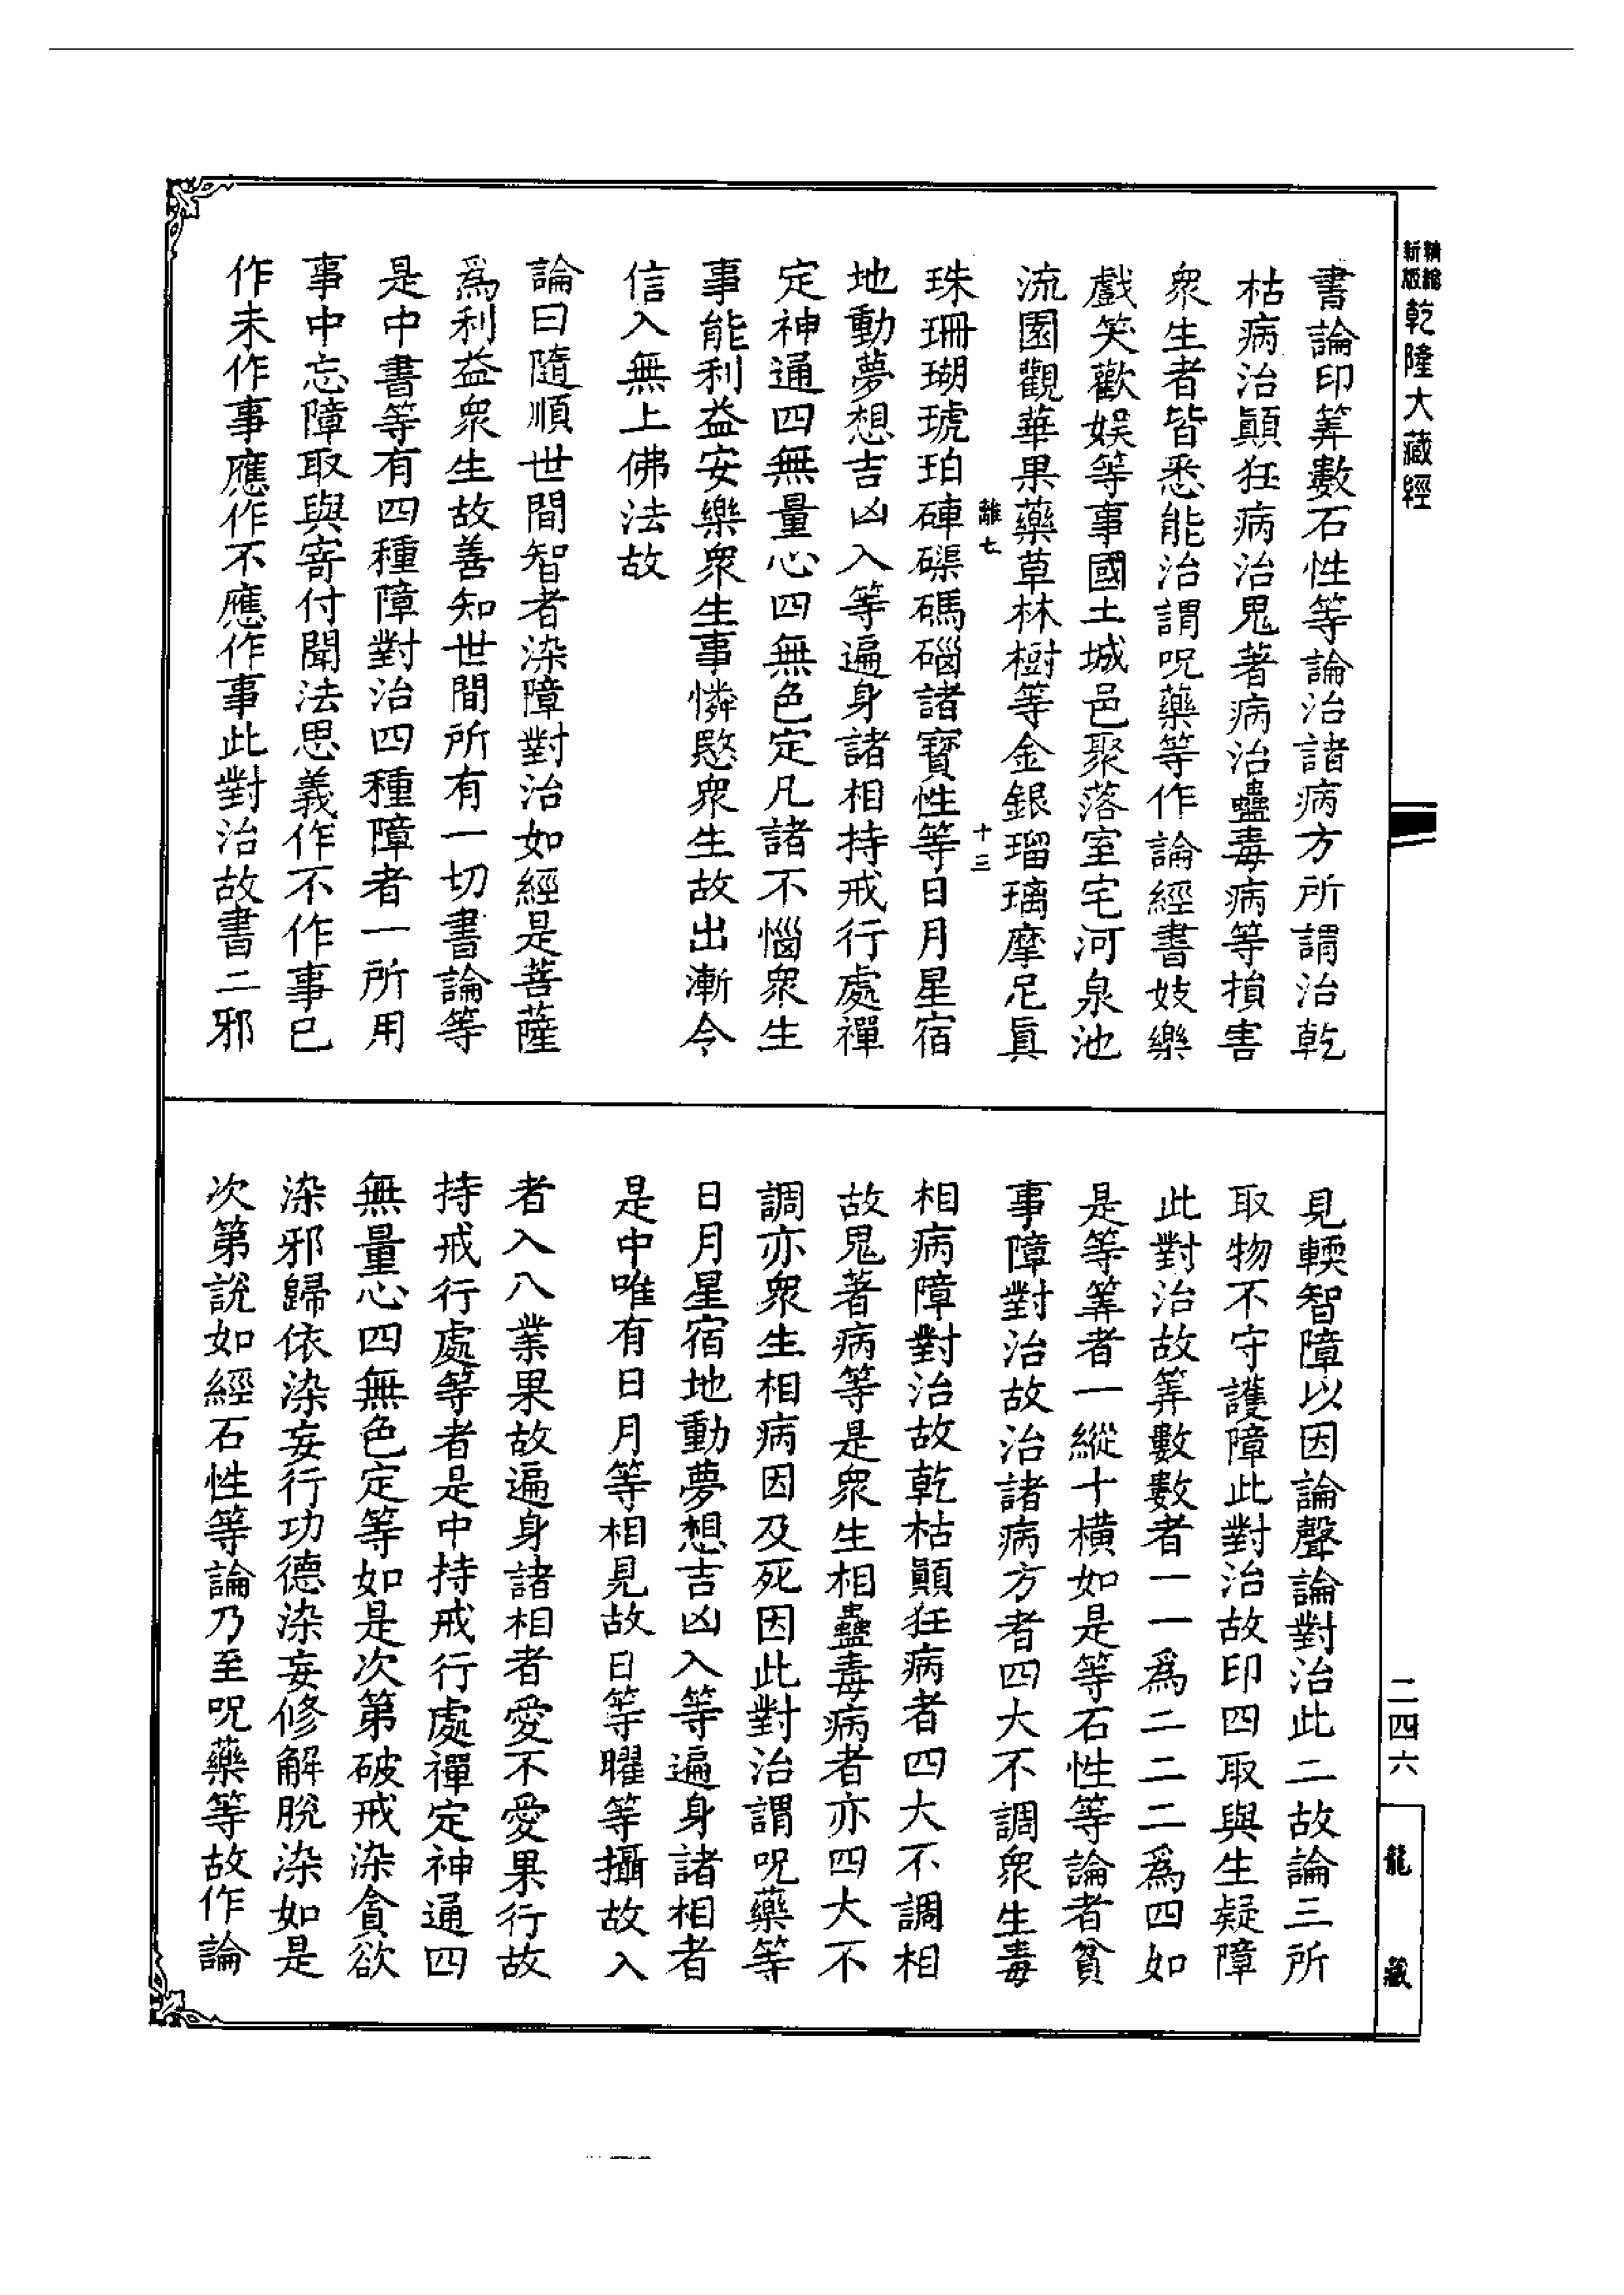 精縮新版乾隆大藏經
書論印筭數石性等論治諸病方所謂治乾
枯病治顛狂病治鬼著病治蠱毒病等損害
衆生者皆悉能治謂呪藥等作論經書妓樂
戲笑歡娛等事國土城邑聚落室宅河泉池
流園觀華果藥草林樹等金銀瑠璃摩尼眞
離七 十三
珠珊瑚琥珀硨磲碼碯諸寳性等日月星宿
地動夢想吉凶入等遍身諸相持戒行處禪
定神通四無量心四無色定凡諸不惱衆生
事能利益安樂衆生事憐愍衆生故出漸令
信入無上佛法故
論曰隨順世間智者染障對治如經是菩薩
爲利益衆生故善知世間所有一切書論等
是中書等有四種障對治四種障者一所用
事中忘障取與寄付聞法思義作不作事已
作未作事應作不應作事此對治故書二邪
見輭智障以因論聲論對治此二故論三所
取物不守護障此對治故印四取與生疑障
此對治故筭數數者一一爲二二二爲四如
是等筭者一縱十橫如是等石性等論者貧
事障對治故治諸病方者四大不調衆生毒
相病障對治故乾枯顛狂病者四大不調相
故鬼著病等是衆生相蠱毒病者亦四大不
調亦衆生相病因及死因此對治謂呪藥等
日月星宿地動夢想吉凶入等遍身諸相者
是中唯有日月等相見故日等曜等攝故入
者入八業果故遍身諸相者愛不愛果行故
持戒行處等者是中持戒行處禪定神通四
無量心四無色定等如是次第破戒染貪欲
染邪歸依染妄行功德染妄修解脫染如是
次第說如經石性等論乃至呪藥等故作論
二四六
龍藏